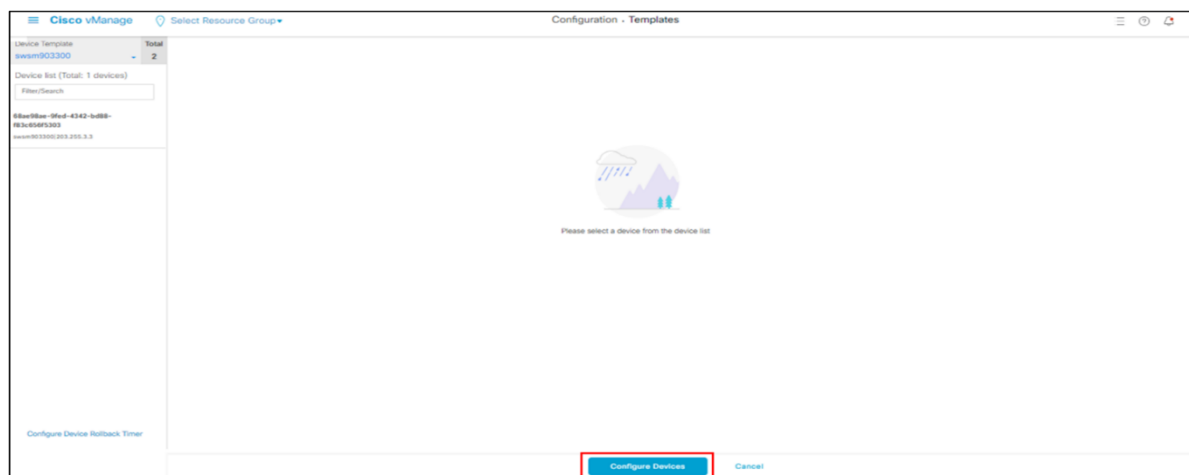 Cisco vManage
Select Resource Group
Configuration · Templates
Device Template
Total
swsm903300
2
Device list (Total: 1 devices)
Filter/Search
68ae98ae-9fed-4342-bd88-
f83c656f5303
swsm903300|203.255.3.3
Please select a device from the device list
Configure Device Rollback Timer
Configure Devices
Cancel